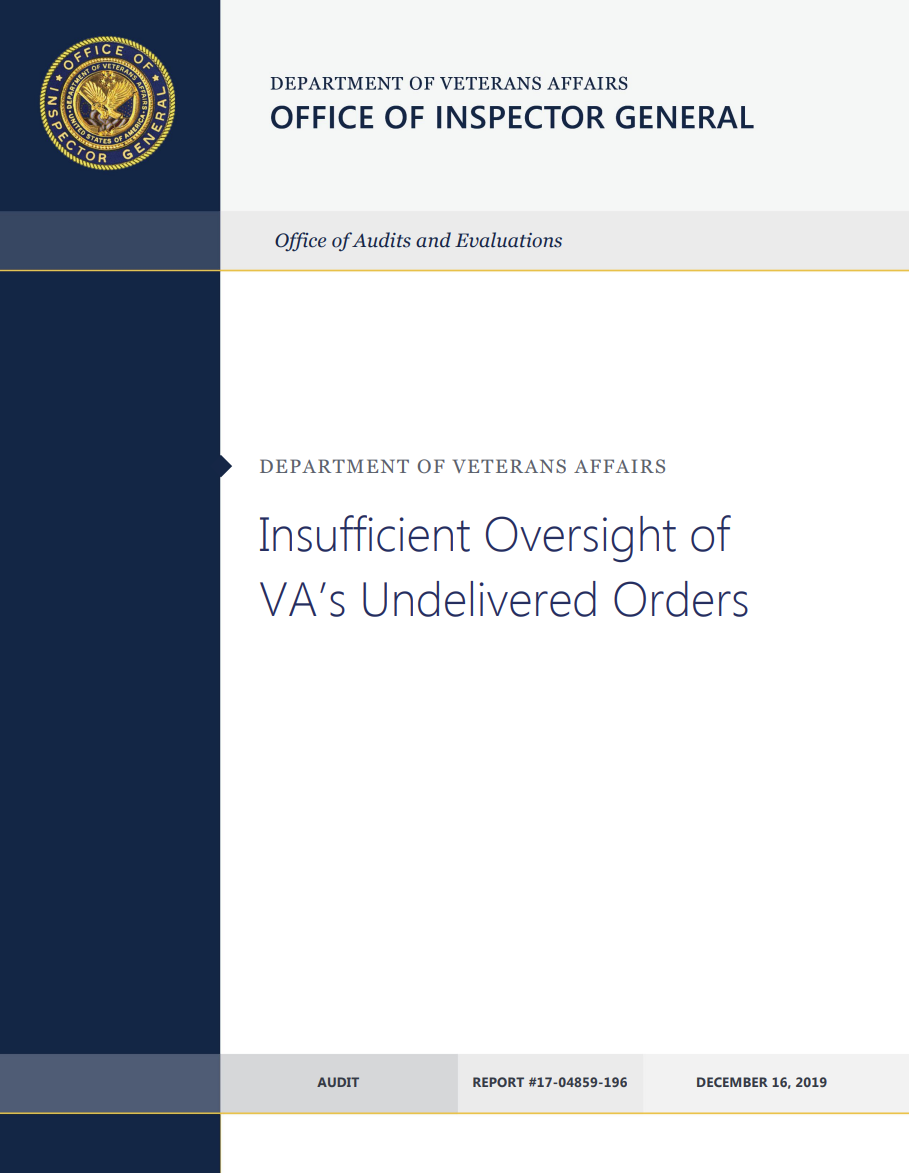 OFFICE OF INSPECTOR GENERAL
DEPARTMENT OF VETERANS AFFAIRS
UNITED STATES OF AMERICA
DEPARTMENT OF VETERANS AFFAIRS
OFFICE OF INSPECTOR GENERAL
Office of Audits and Evaluations
DEPARTMENT OF VETERANS AFFAIRS
Insufficient Oversight of
VA’s Undelivered Orders
AUDIT
REPORT #17-04859-196
DECEMBER 16, 2019